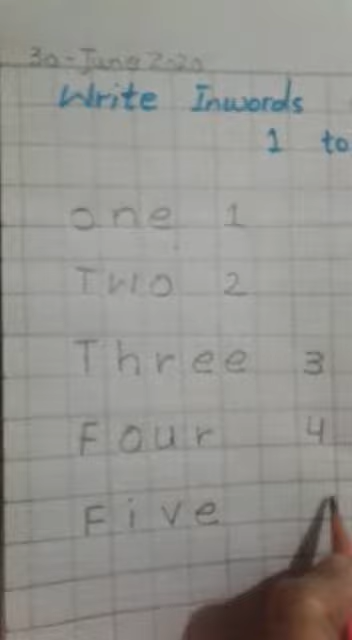 30-June 2020
Write Inwords
1 to
one 1
Two 2
Three 3
Four 4
Five